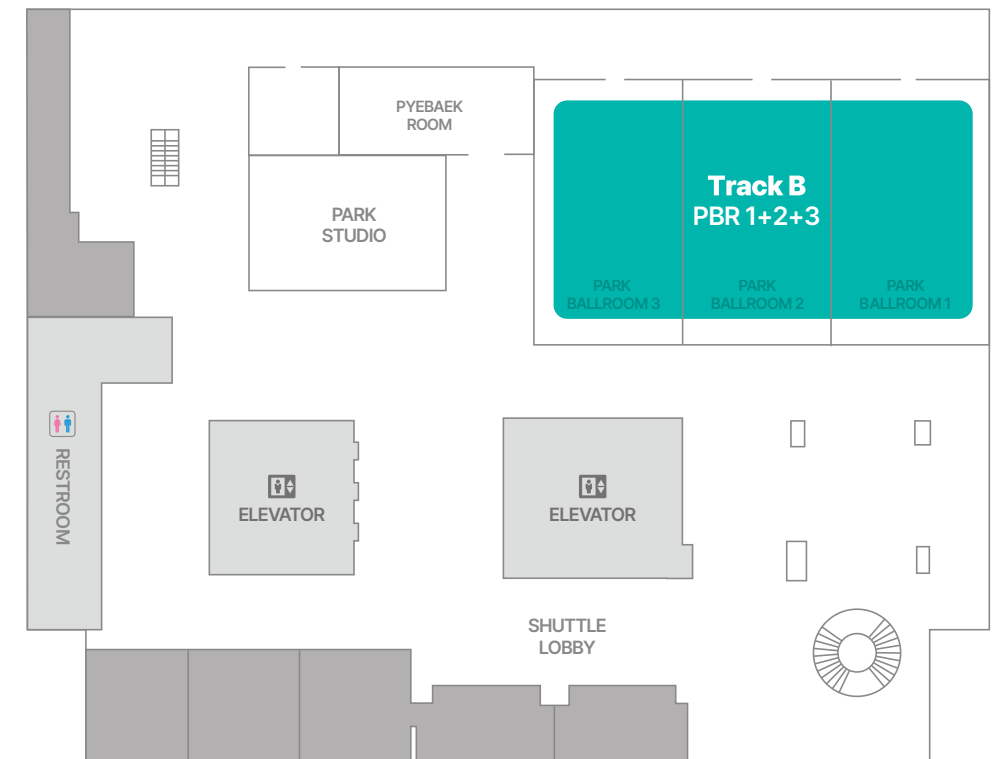 PYEBAEK
ROOM
PARK
STUDIO
Track B
PBR 1+2+3
PARK
BALLROOM 3
PARK
BALLROOM 2
PARK
BALLROOM 1
RESTROOM
ELEVATOR
ELEVATOR
SHUTTLE
LOBBY